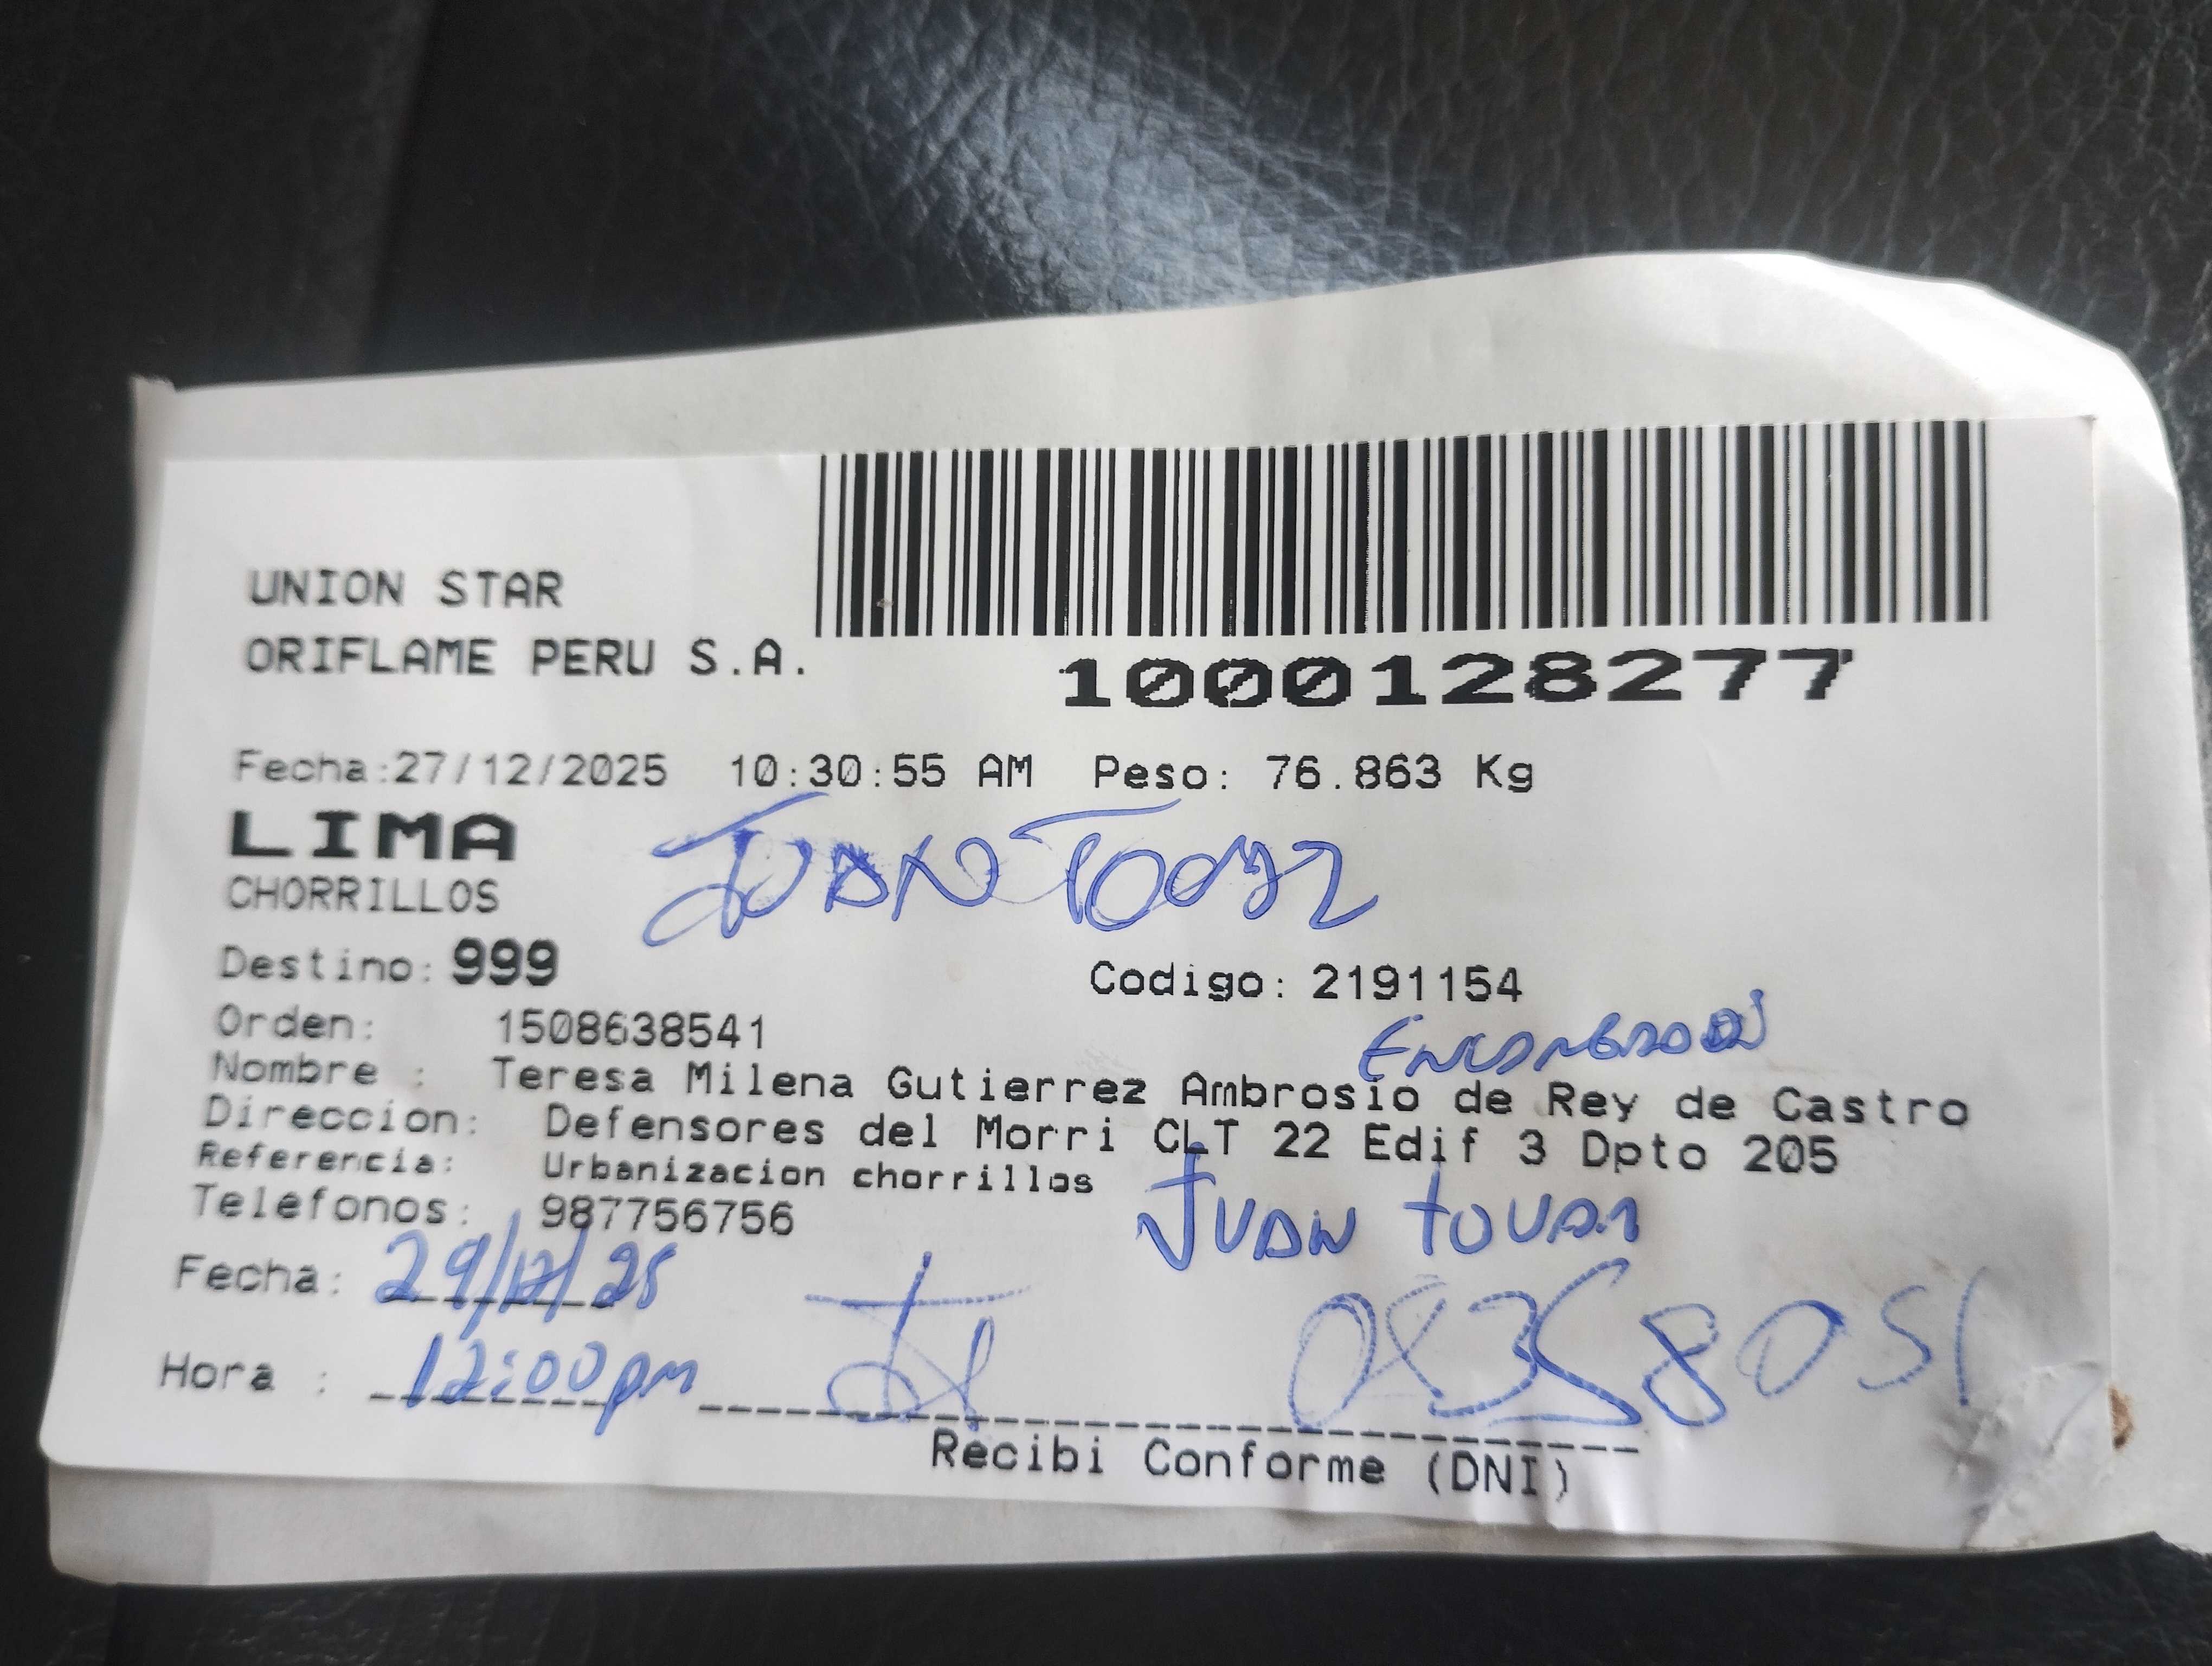 UNION STAR
ORIFLAME PERU S.A.
1000128277
Fecha:27/12/2025 10:30:55 AM Peso: 76.863 Kg
LIMA
CHORRILLOS
JUAN
Destino: 999
Codigo: 2191154
Orden: 1508638541
Nombre : Teresa Milena Gutierrez Ambrosio de Rey de Castro
Direccion: Defensores del Morri CLT 22 Edif 3 Dpto 205
Referencia: Urbanizacion chorrillos
Telefonos: 987756756
JUAN tovar
Fecha: 29/12/25
Hora : 12:00pm
Recibi Conforme (DNI)